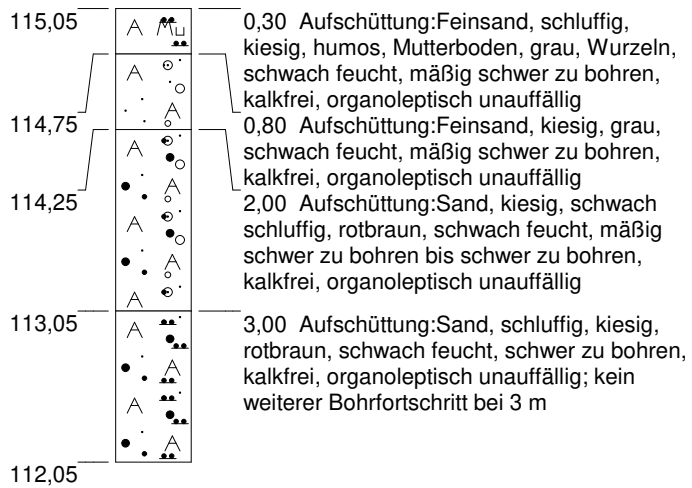 115,05
0,30 Aufschüttung:Feinsand, schluffig,
kiesig, humos, Mutterboden, grau, Wurzeln,
schwach feucht, mäßig schwer zu bohren,
kalkfrei, organoleptisch unauffällig
114,75
0,80 Aufschüttung:Feinsand, kiesig, grau,
schwach feucht, mäßig schwer zu bohren,
kalkfrei, organoleptisch unauffällig
114,25
2,00 Aufschüttung:Sand, kiesig, schwach
schluffig, rotbraun, schwach feucht, mäßig
schwer zu bohren bis schwer zu bohren,
kalkfrei, organoleptisch unauffällig
113,05
3,00 Aufschüttung:Sand, schluffig, kiesig,
rotbraun, schwach feucht, schwer zu bohren,
kalkfrei, organoleptisch unauffällig; kein
weiterer Bohrfortschritt bei 3 m
112,05